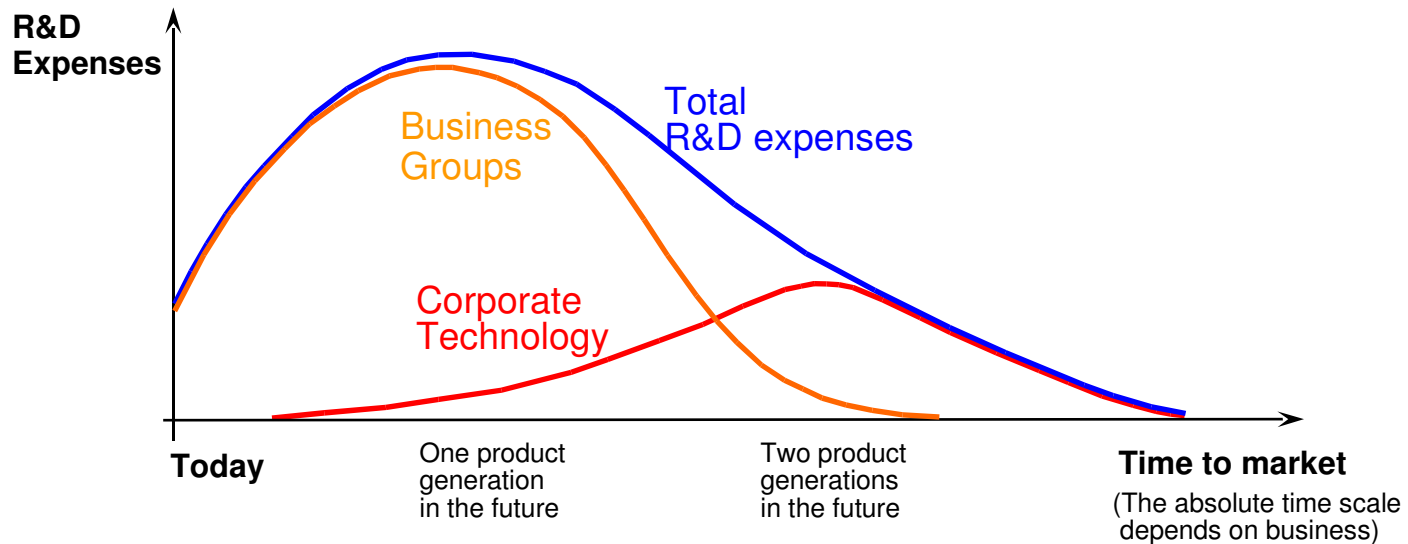 R&D
Expenses
Total
R&D expenses
Business
Groups
Corporate
Technology
Today
One product
generation
in the future
Two product
generations
in the future
Time to market
(The absolute time scale
depends on business)